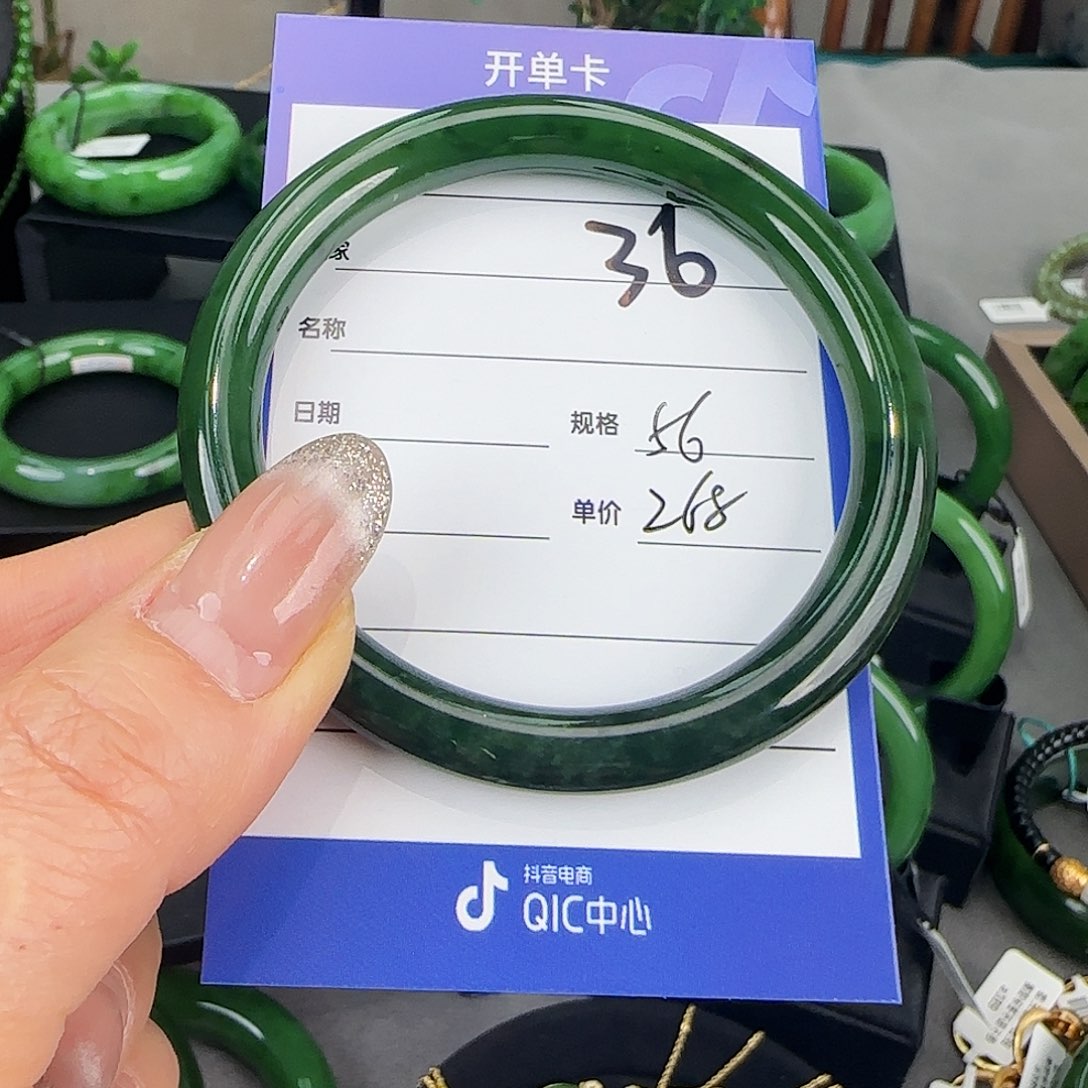 开单卡
家 36
名称
日期 规格 56
单价 268
抖音电商
QIC中心